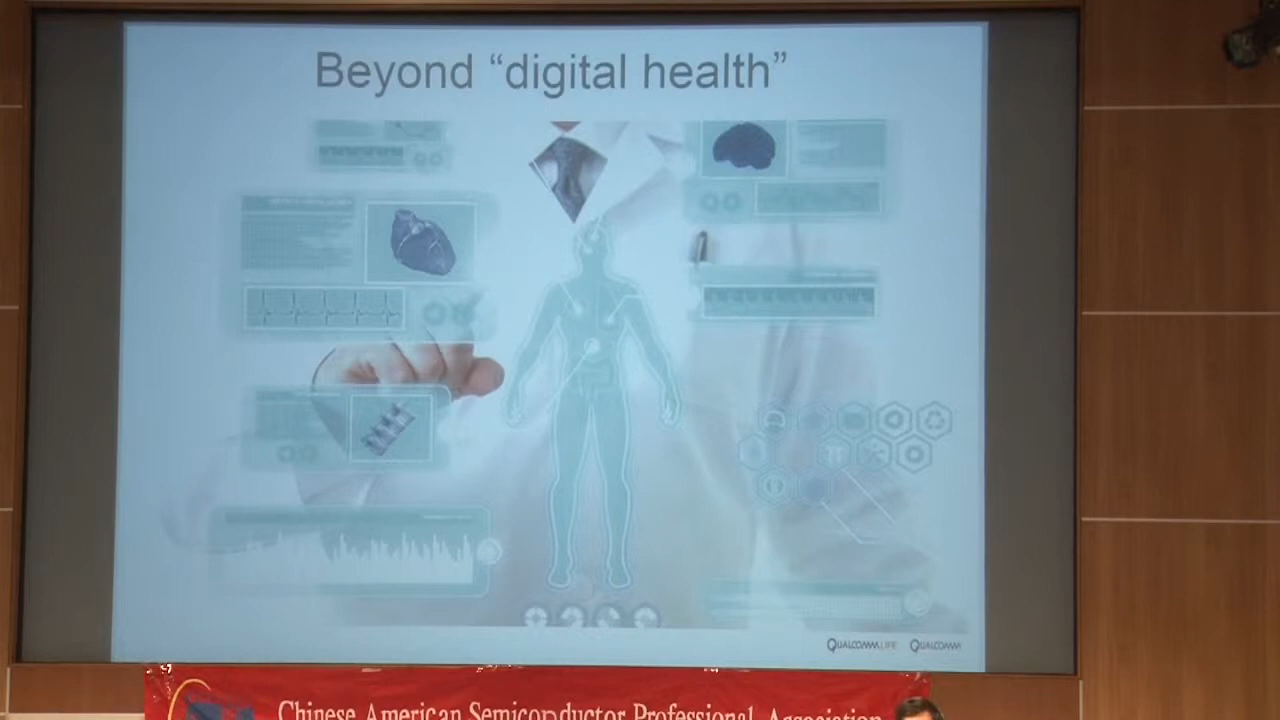 Beyond “digital health”
QUALCOMM LIFE QUALCOMM
Chinese American Semiconductor Professional Association